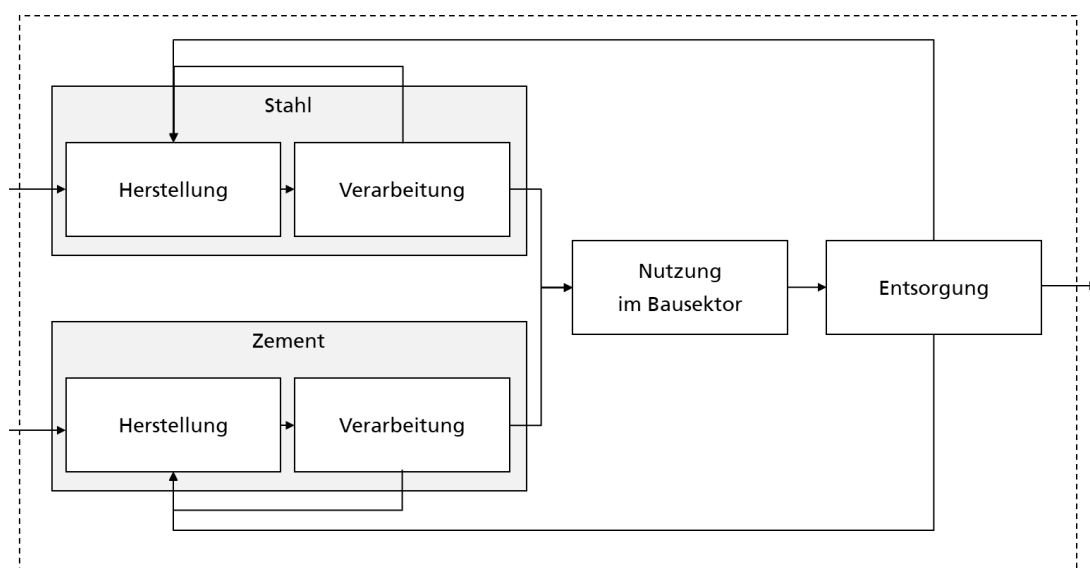 Stahl
Herstellung
Verarbeitung
Nutzung
im Bausektor
Entsorgung
Zement
Herstellung
Verarbeitung